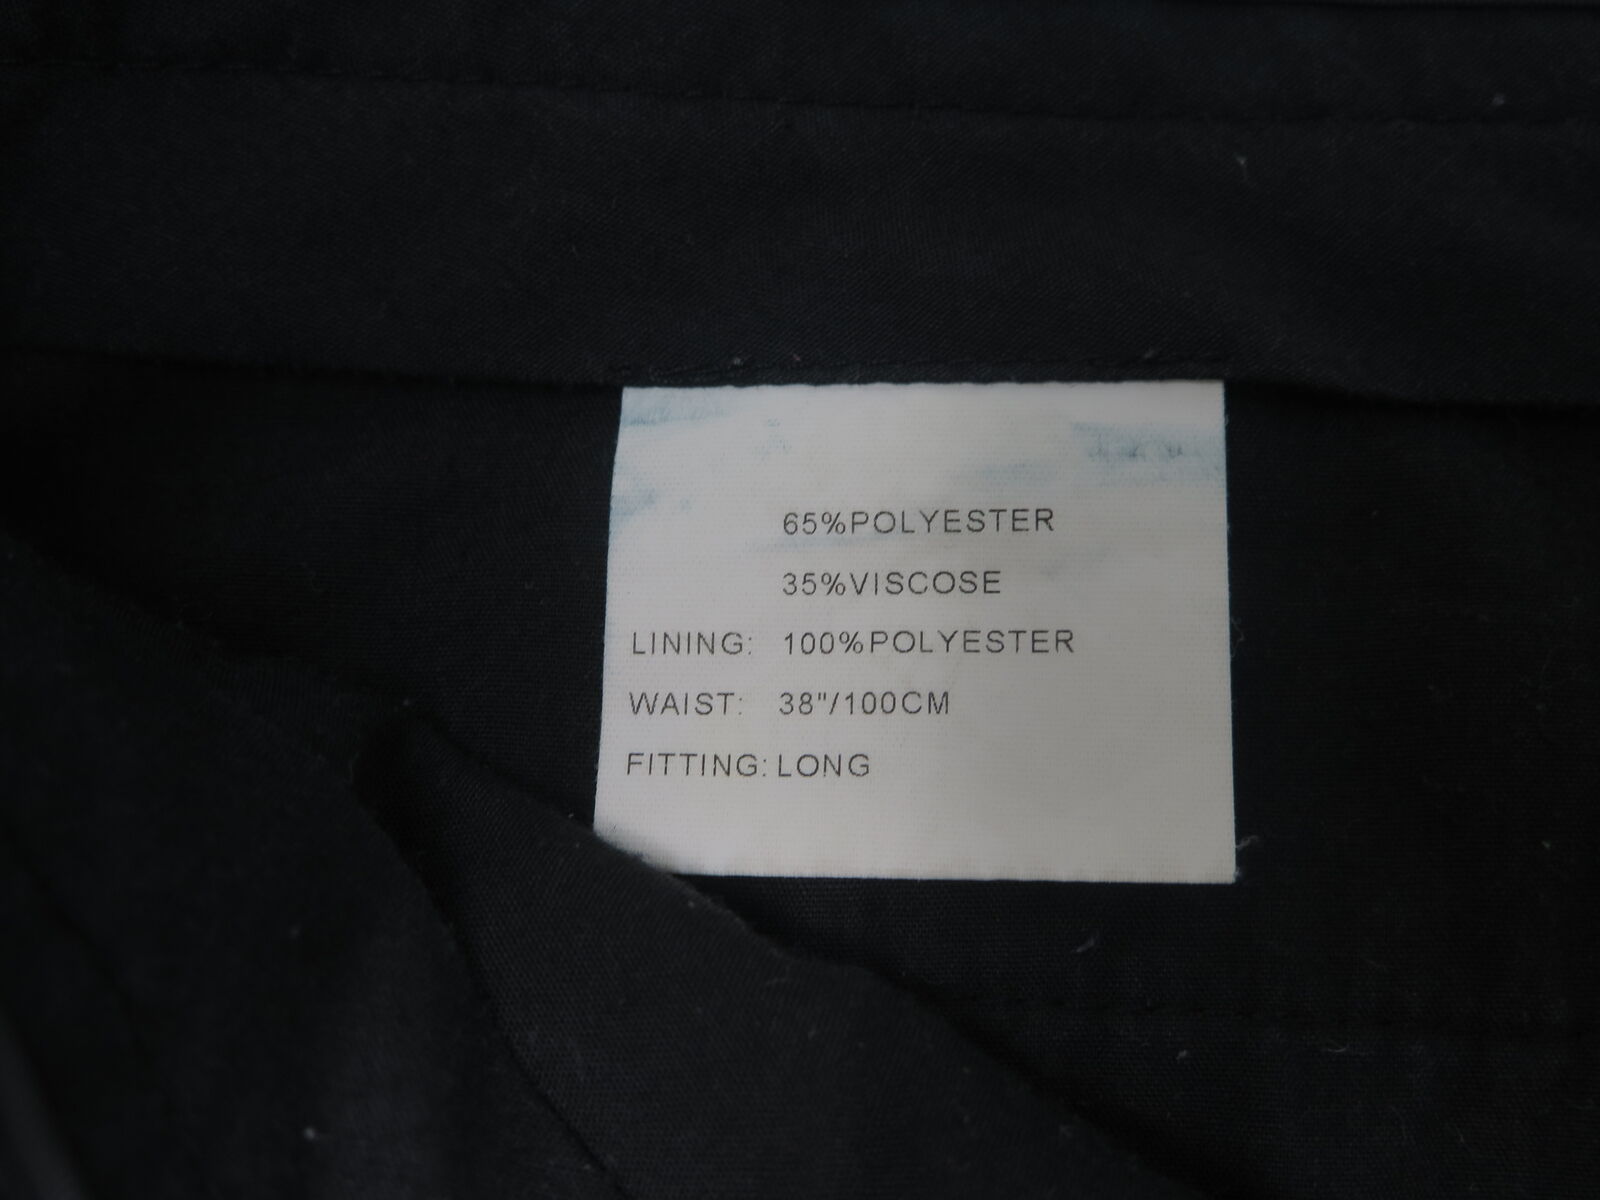 65%POLYESTER
35%VISCOSE
LINING: 100%POLYESTER
WAIST: 38"/100CM
FITTING: LONG